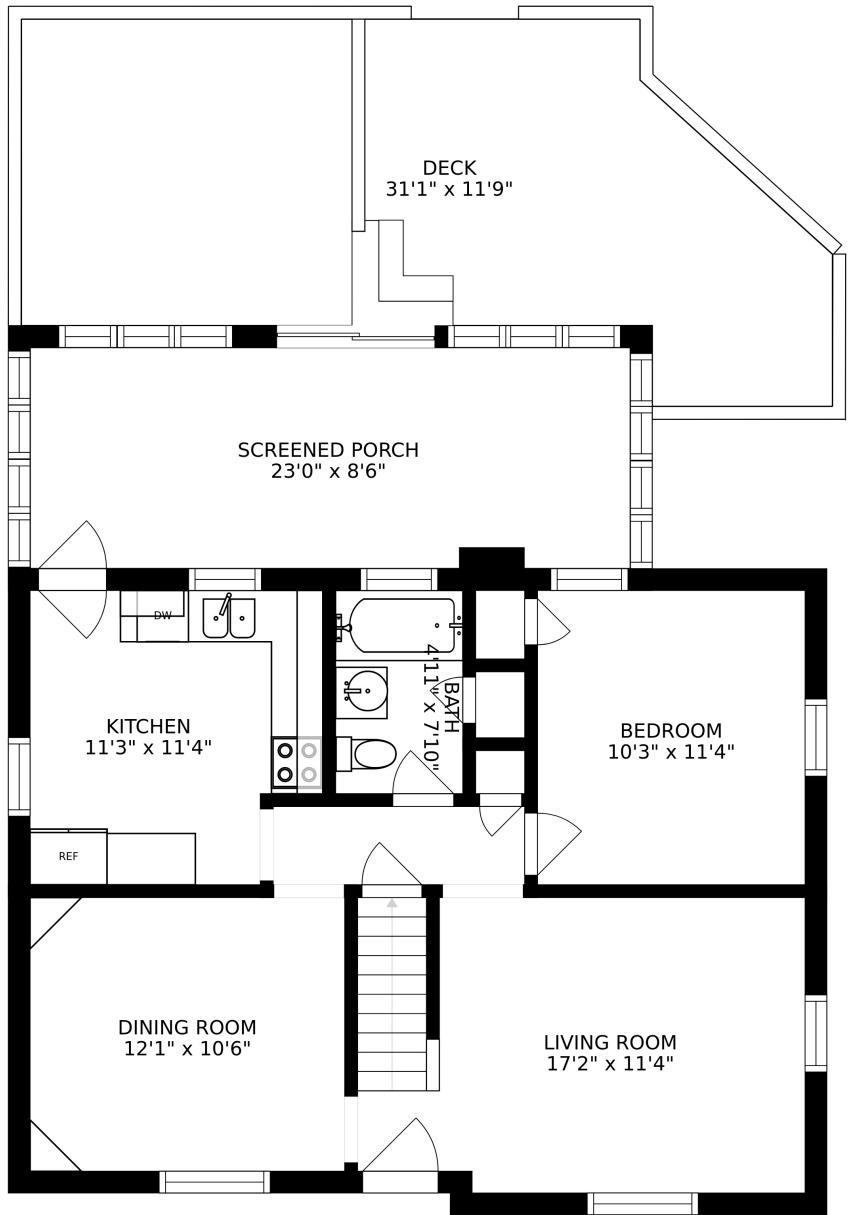 DECK
31'1" x 11'9"
SCREENED PORCH
23'0" x 8'6"
DW
KITCHEN
11'3" x 11'4"
BATH
4'11" x 7'10"
BEDROOM
10'3" x 11'4"
REF
DINING ROOM
12'1" x 10'6"
LIVING ROOM
17'2" x 11'4"